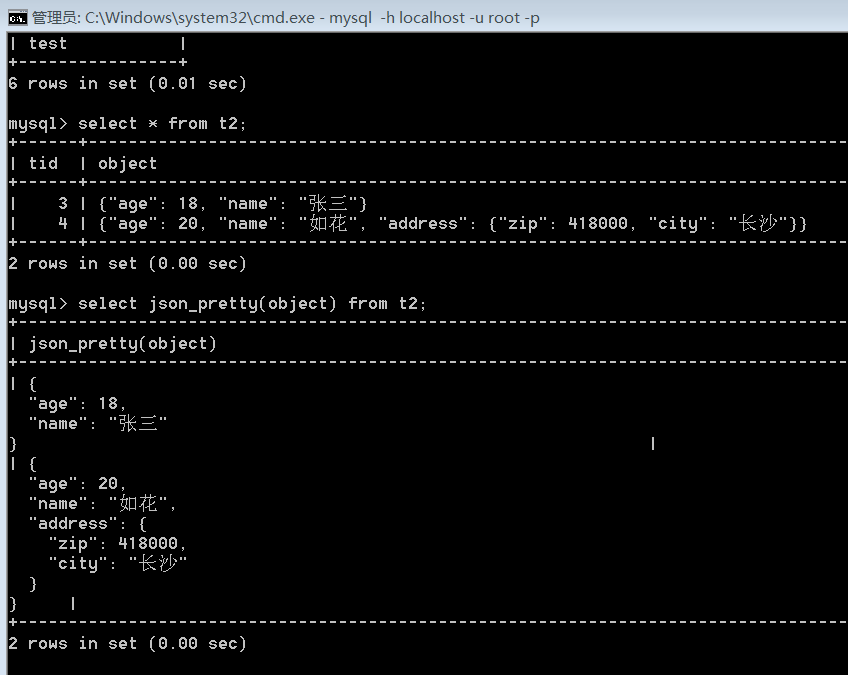 管理员: C:\Windows\system32\cmd.exe - mysql  -h localhost -u root -p
| test           |
+----------------+
6 rows in set (0.01 sec)
mysql> select * from t2;
+------+-----------------------------------------------------------------------------
| tid  | object
+------+-----------------------------------------------------------------------------
|    3 | {"age": 18, "name": "张三"}
|    4 | {"age": 20, "name": "如花", "address": {"zip": 418000, "city": "长沙"}}
+------+-----------------------------------------------------------------------------
2 rows in set (0.00 sec)
mysql> select json_pretty(object) from t2;
+------------------------------------------------------------------------------------
| json_pretty(object)
+------------------------------------------------------------------------------------
| {
  "age": 18,
  "name": "张三"
}                                                                |
| {
  "age": 20,
  "name": "如花",
  "address": {
    "zip": 418000,
    "city": "长沙"
  }
}     |
+------------------------------------------------------------------------------------
2 rows in set (0.00 sec)